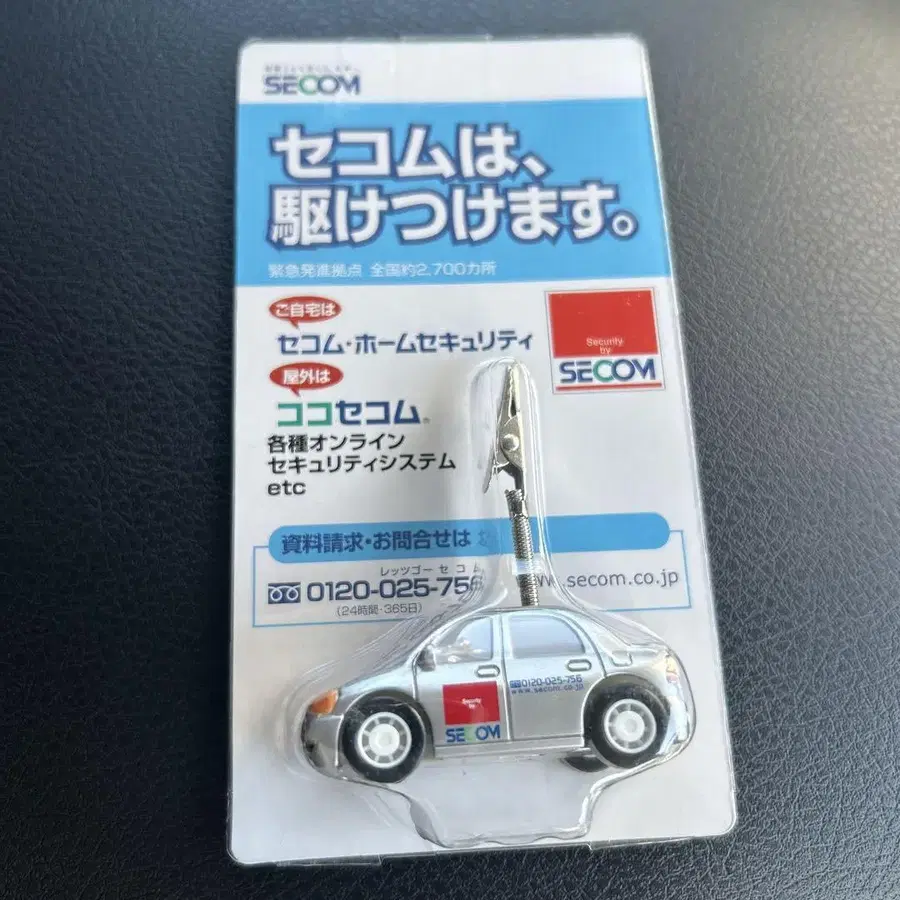 SECOM
セコムは、
駆けつけます。
緊急発進拠点 全国約2,700カ所
ご自宅は
セコム・ホームセキュリティ
屋外は
ココセコム®
各種オンライン
セキュリティシステム
etc
Security
by
SECOM
資料請求・お問合せは
レッツゴーセコム
0120-025-756
(24時間・365日)
www.secom.co.jp
0120-025-756
www.secom.co.jp
Security
by
SECOM